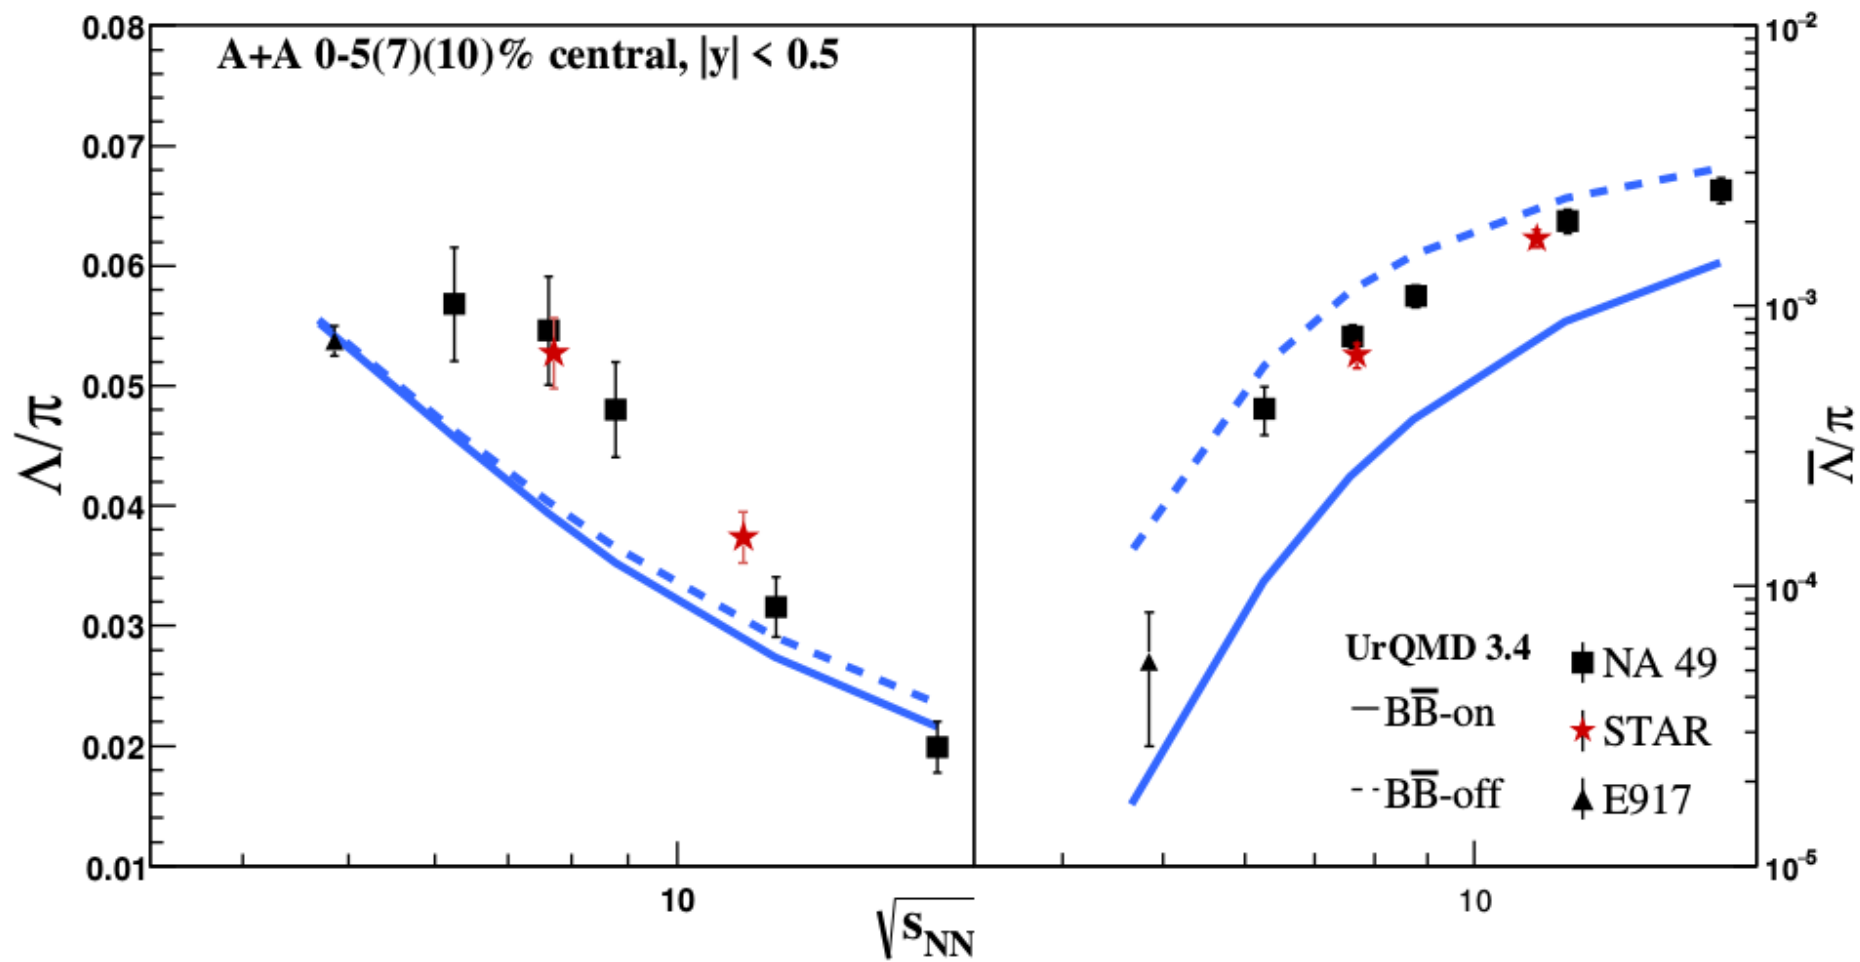 A+A 0-5(7)(10)% central, |y| < 0.5
0.08
0.07
0.06
0.05
0.04
0.03
0.02
0.01
Λ/π
10
√s_NN
10⁻²
10⁻³
10⁻⁴
10⁻⁵
Λ̅/π
10
UrQMD 3.4
BB̅-on
BB̅-off
NA 49
STAR
E917